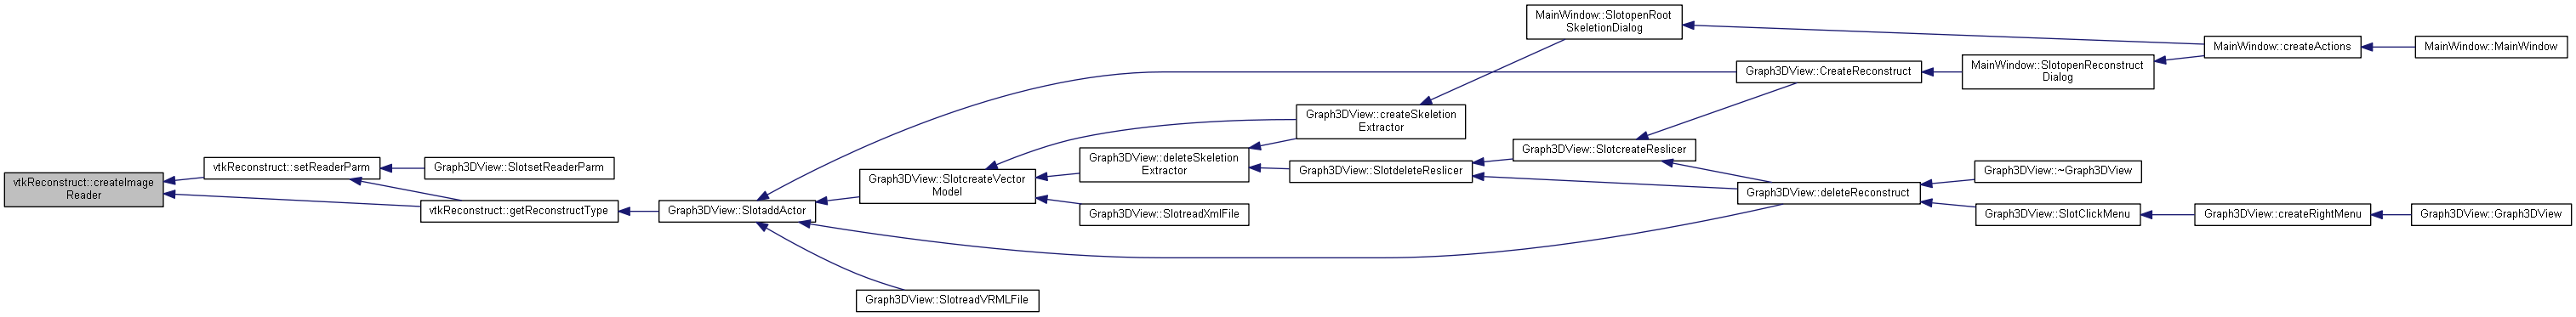 MainWindow::SlotopenRoot
SkeletionDialog
MainWindow::createActions
MainWindow::MainWindow
Graph3DView::CreateReconstruct
MainWindow::SlotopenReconstruct
Dialog
Graph3DView::createSkeletion
Extractor
Graph3DView::SlotcreateReslicer
vtkReconstruct::setReaderParm
Graph3DView::SlotsetReaderParm
Graph3DView::deleteSkeletion
Extractor
Graph3DView::SlotdeleteReslicer
Graph3DView::~Graph3DView
vtkReconstruct::createImage
Reader
Graph3DView::SlotcreateVector
Model
Graph3DView::deleteReconstruct
vtkReconstruct::getReconstructType
Graph3DView::SlotaddActor
Graph3DView::SlotreadXmlFile
Graph3DView::SlotClickMenu
Graph3DView::createRightMenu
Graph3DView::Graph3DView
Graph3DView::SlotreadVRMLFile